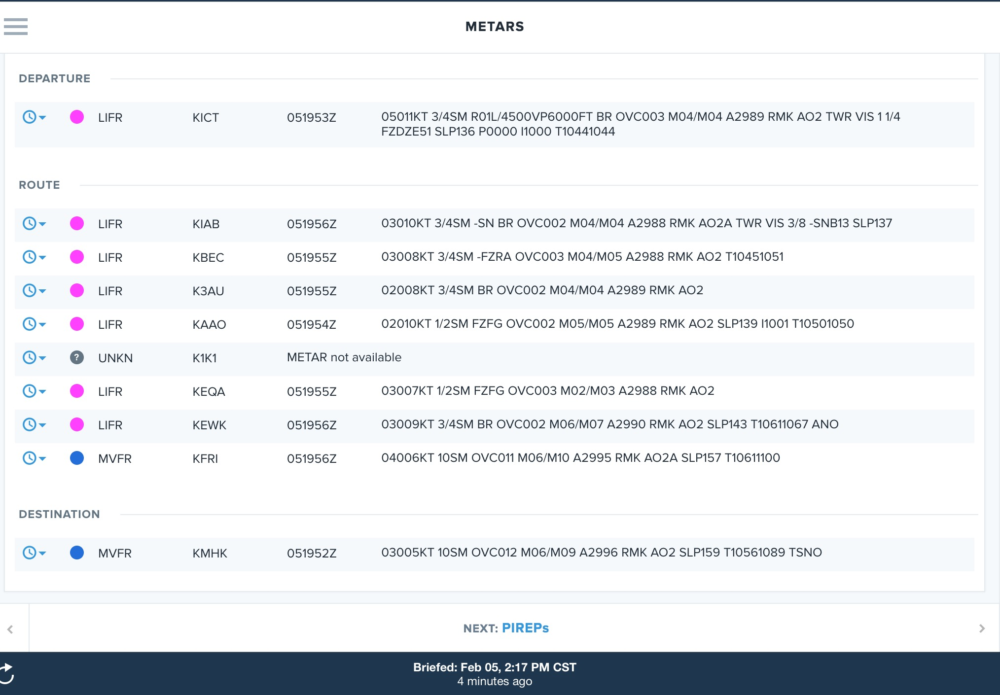 METARS
DEPARTURE
LIFR KICT 051953Z 05011KT 3/4SM R01L/4500VP6000FT BR OVC003 M04/M04 A2989 RMK AO2 TWR VIS 1 1/4
FZDZE51 SLP136 P0000 I1000 T10441044
ROUTE
LIFR KIAB 051956Z 03010KT 3/4SM -SN BR OVC002 M04/M04 A2988 RMK AO2A TWR VIS 3/8 -SNB13 SLP137
LIFR KBEC 051955Z 03008KT 3/4SM -FZRA OVC003 M04/M05 A2988 RMK AO2 T10451051
LIFR K3AU 051955Z 02008KT 3/4SM BR OVC002 M04/M04 A2989 RMK AO2
LIFR KAAO 051954Z 02010KT 1/2SM FZFG OVC002 M05/M05 A2989 RMK AO2 SLP139 I1001 T10501050
? UNKN K1K1 METAR not available
LIFR KEQA 051955Z 03007KT 1/2SM FZFG OVC003 M02/M03 A2988 RMK AO2
LIFR KEWK 051956Z 03009KT 3/4SM BR OVC002 M06/M07 A2990 RMK AO2 SLP143 T10611067 ANO
MVFR KFRI 051956Z 04006KT 10SM OVC011 M06/M10 A2995 RMK AO2A SLP157 T10611100
DESTINATION
MVFR KMHK 051952Z 03005KT 10SM OVC012 M06/M09 A2996 RMK AO2 SLP159 T10561089 TSNO
NEXT: PIREPs
Briefed: Feb 05, 2:17 PM CST
4 minutes ago